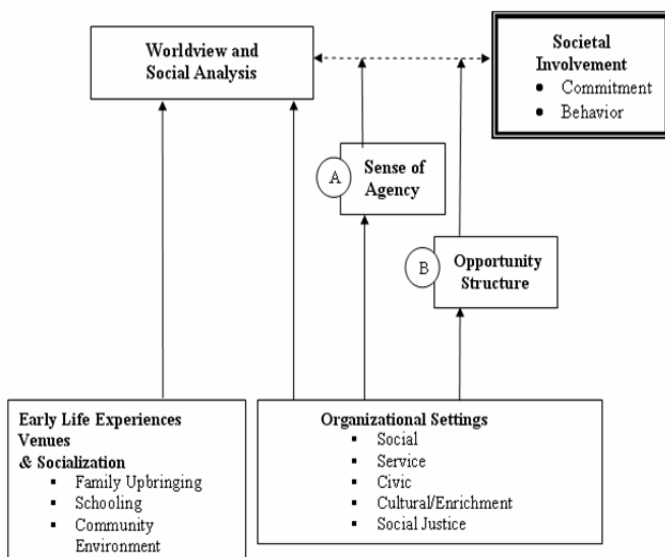 Worldview and
Social Analysis
Societal
Involvement
• Commitment
• Behavior
A
Sense of
Agency
B
Opportunity
Structure
Early Life Experiences
Venues
& Socialization
▪ Family Upbringing
▪ Schooling
▪ Community
Environment
Organizational Settings
▪ Social
▪ Service
▪ Civic
▪ Cultural/Enrichment
▪ Social Justice